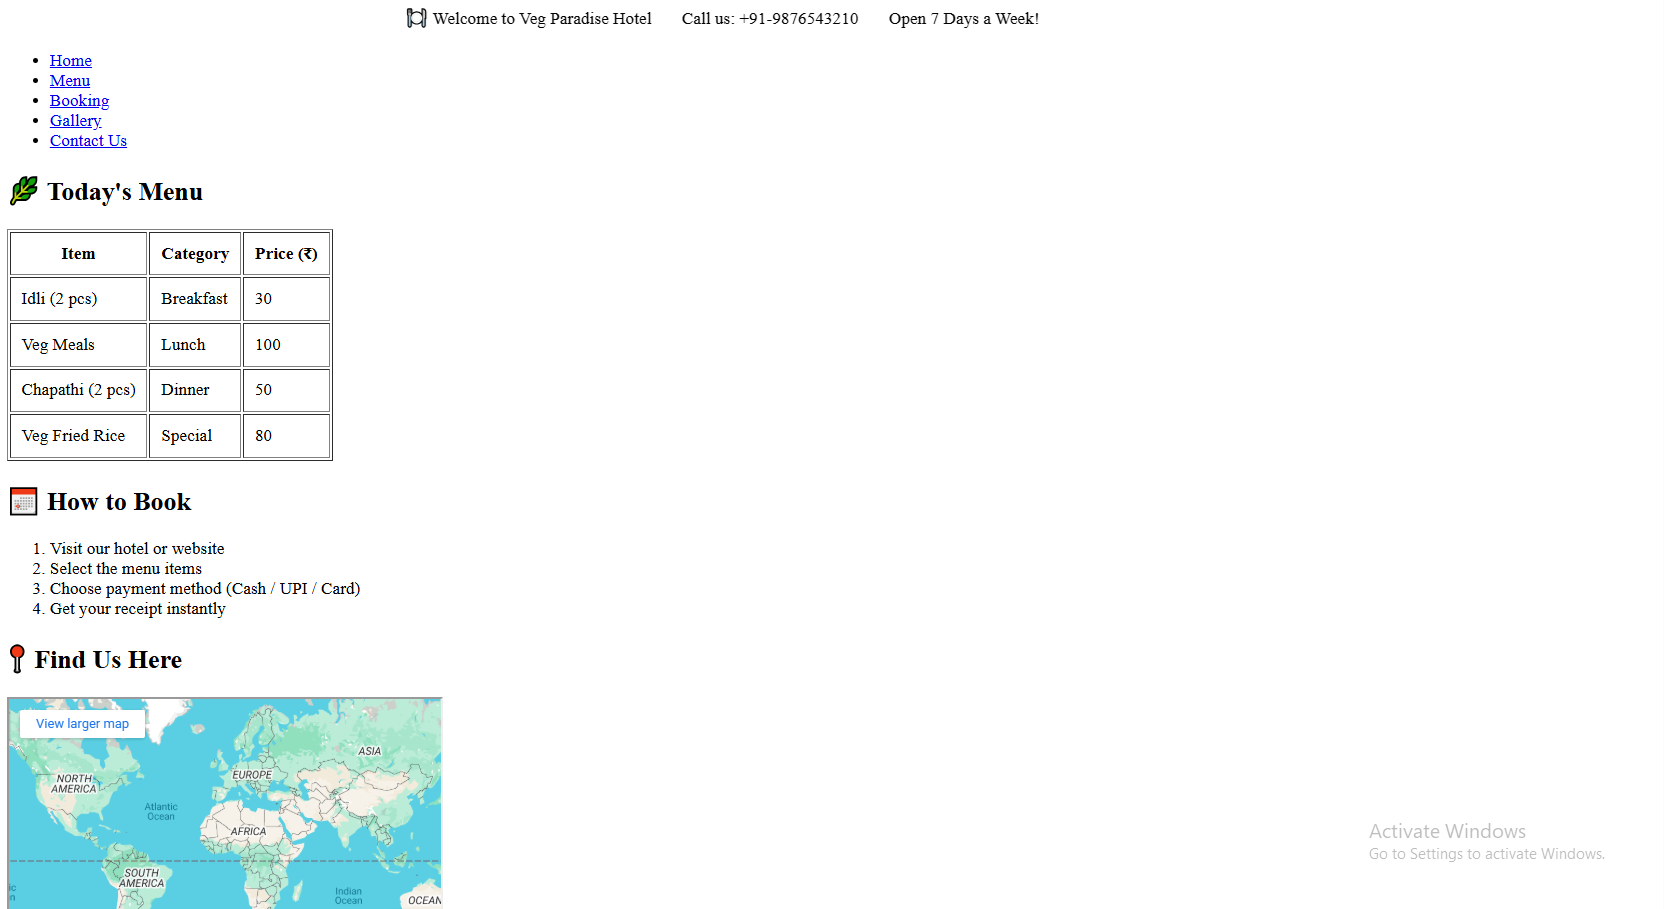 🍽 Welcome to Veg Paradise Hotel Call us: +91-9876543210 Open 7 Days a Week!
Home
Menu
Booking
Gallery
Contact Us
Today's Menu
Item Category Price (₹)
Idli (2 pcs) Breakfast 30
Veg Meals Lunch 100
Chapathi (2 pcs) Dinner 50
Veg Fried Rice Special 80
How to Book
1. Visit our hotel or website
2. Select the menu items
3. Choose payment method (Cash / UPI / Card)
4. Get your receipt instantly
Find Us Here
View larger map
ASIA
EUROPE
NORTH
AMERICA
Atlantic
Ocean
AFRICA
SOUTH
AMERICA
Indian
Ocean
OCEAN
ic
n
Activate Windows
Go to Settings to activate Windows.